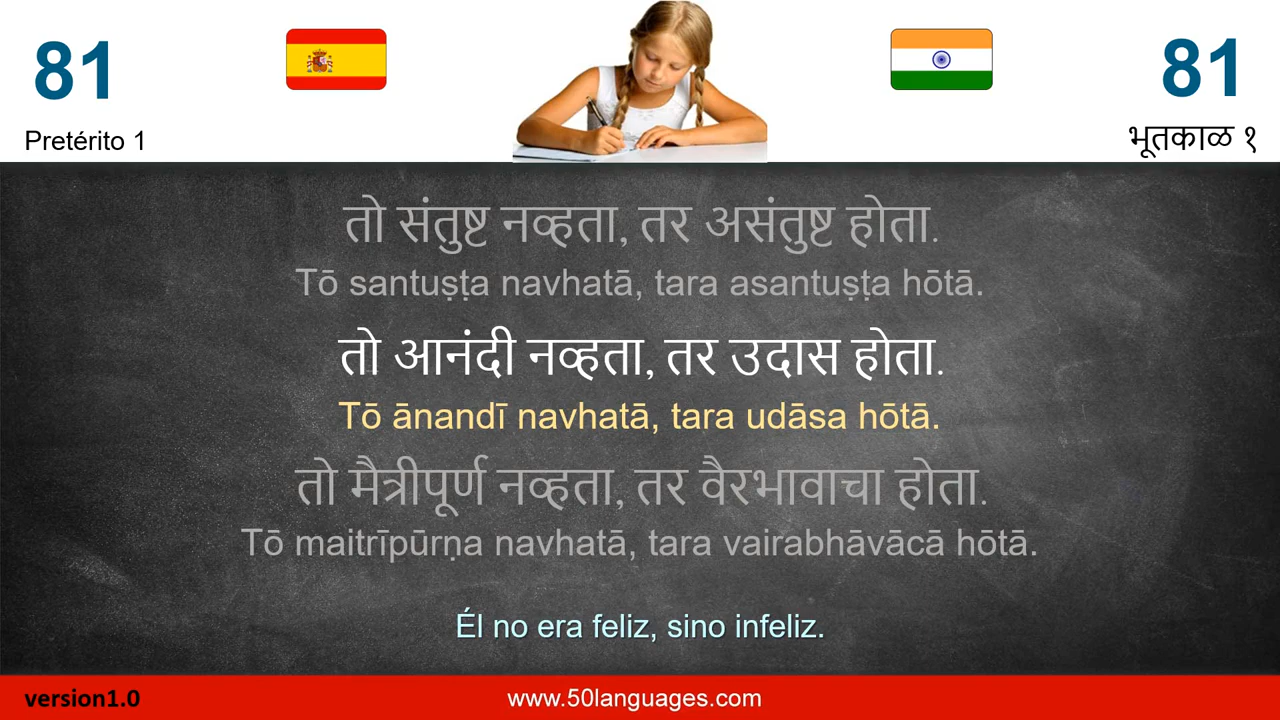 81
81
Pretérito 1
भूतकाळ १
तो संतुष्ट नव्हता, तर असंतुष्ट होता.
Tō santuṣṭa navhatā, tara asantuṣṭa hōtā.
तो आनंदी नव्हता, तर उदास होता.
Tō ānandī navhatā, tara udāsa hōtā.
तो मैत्रीपूर्ण नव्हता, तर वैरभावाचा होता.
Tō maitrīpūrṇa navhatā, tara vairabhāvācā hōtā.
Él no era feliz, sino infeliz.
version1.0
www.50languages.com